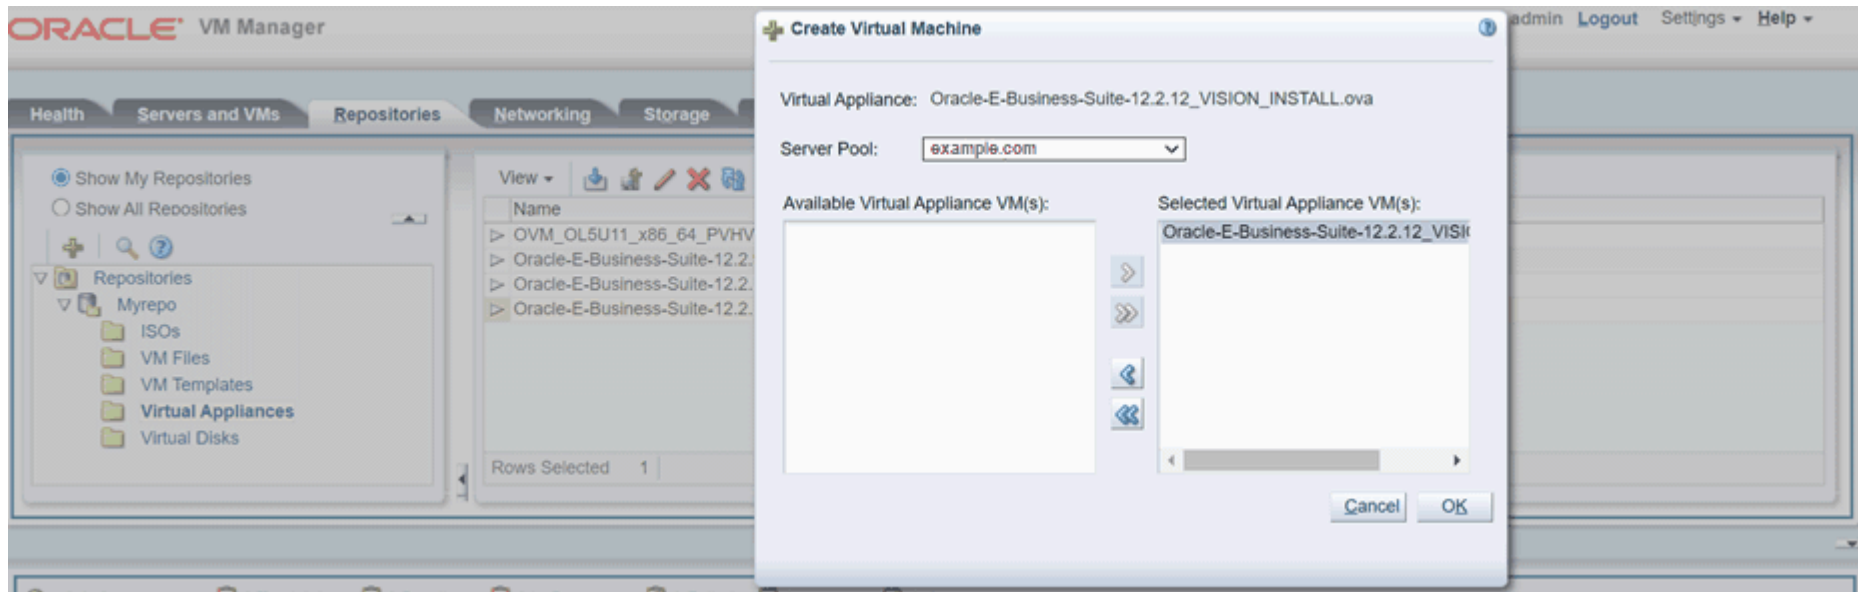 ORACLE VM Manager
admin Logout Settings Help
Health Servers and VMs Repositories Networking Storage
Show My Repositories
Show All Repositories
Repositories
Myrepo
ISOs
VM Files
VM Templates
Virtual Appliances
Virtual Disks
View
Name
OVM_OL5U11_x86_64_PVHV
Oracle-E-Business-Suite-12.2.
Oracle-E-Business-Suite-12.2.
Oracle-E-Business-Suite-12.2.
Rows Selected 1
Create Virtual Machine
Virtual Appliance: Oracle-E-Business-Suite-12.2.12_VISION_INSTALL.ova
Server Pool: example.com
Available Virtual Appliance VM(s):
Selected Virtual Appliance VM(s):
Oracle-E-Business-Suite-12.2.12_VISI
Cancel OK